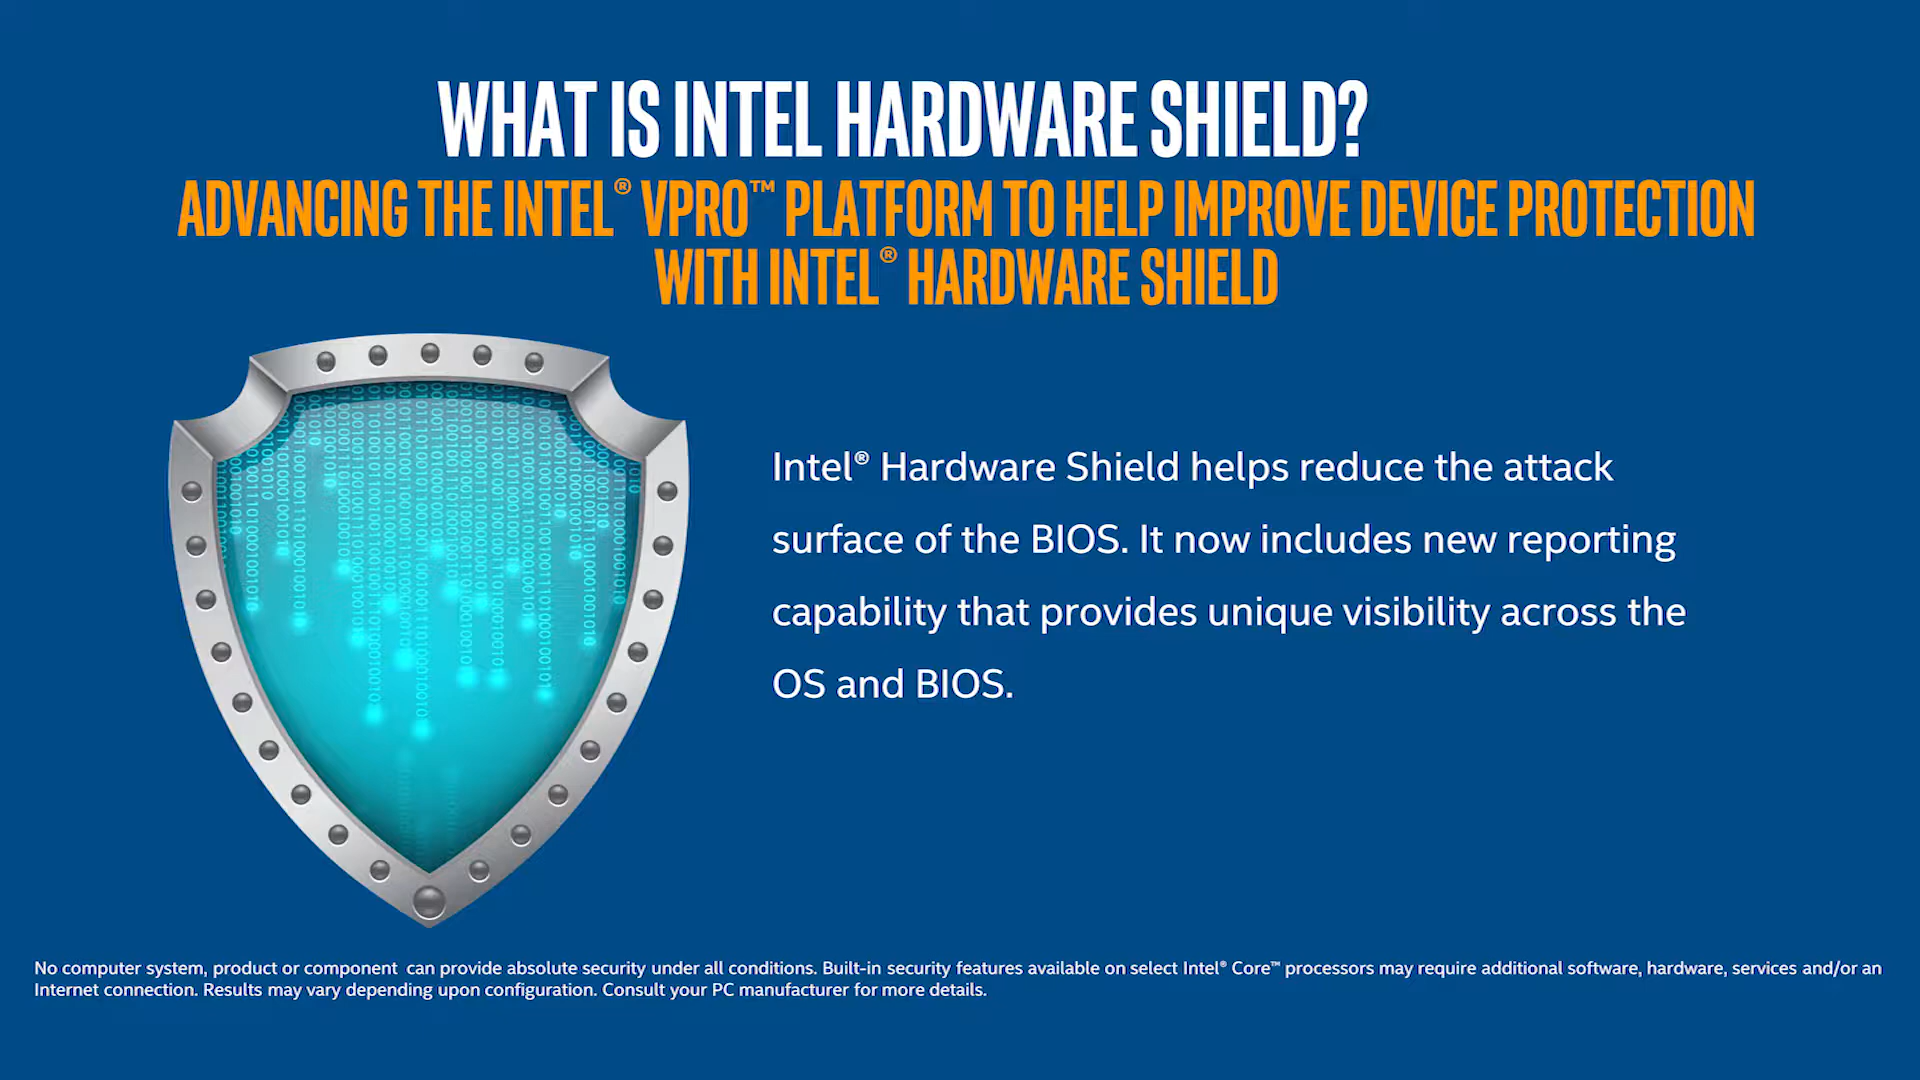 WHAT IS INTEL HARDWARE SHIELD?
ADVANCING THE INTEL® VPRO™ PLATFORM TO HELP IMPROVE DEVICE PROTECTION
WITH INTEL® HARDWARE SHIELD
Intel® Hardware Shield helps reduce the attack
surface of the BIOS. It now includes new reporting
capability that provides unique visibility across the
OS and BIOS.
No computer system, product or component can provide absolute security under all conditions. Built-in security features available on select Intel® Core™ processors may require additional software, hardware, services and/or an
Internet connection. Results may vary depending upon configuration. Consult your PC manufacturer for more details.